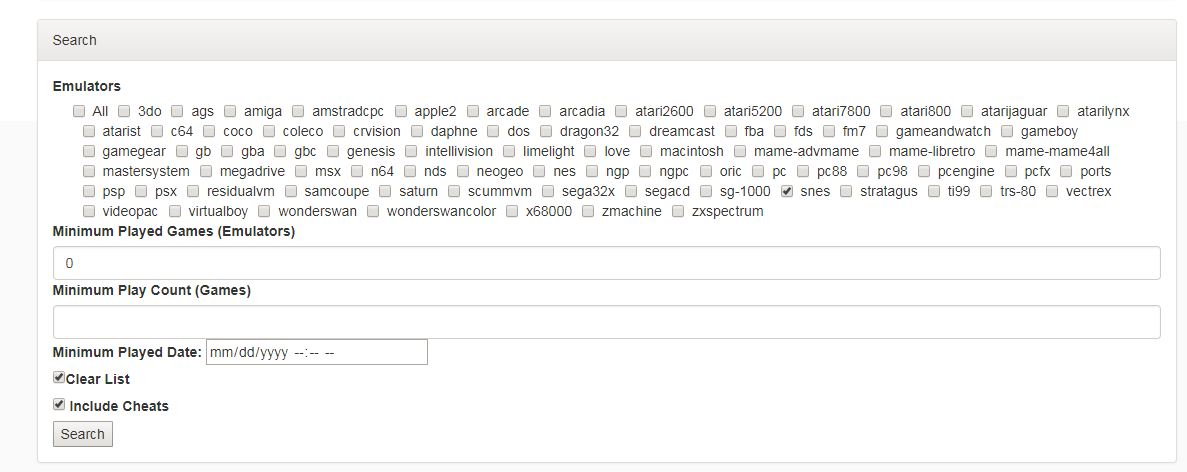 Search
Emulators
All 3do ags amiga amstradcpc apple2 arcade arcadia atari2600 atari5200 atari7800 atari800 atarijaguar atarilynx
atarist c64 coco coleco crvision daphne dos dragon32 dreamcast fba fds fm7 gameandwatch gameboy
gamegear gb gba gbc genesis intellivision limelight love macintosh mame-advmame mame-libretro mame-mame4all
mastersystem megadrive msx n64 nds neogeo nes ngp ngpc oric pc pc88 pc98 pcengine pcfx ports
psp psx residualvm samcoupe saturn scummvm sega32x segacd sg-1000 snes stratagus ti99 trs-80 vectrex
videopac virtualboy wonderswan wonderswancolor x68000 zmachine zxspectrum
Minimum Played Games (Emulators)
0
Minimum Play Count (Games)
Minimum Played Date: mm/dd/yyyy --:-- --
Clear List
Include Cheats
Search